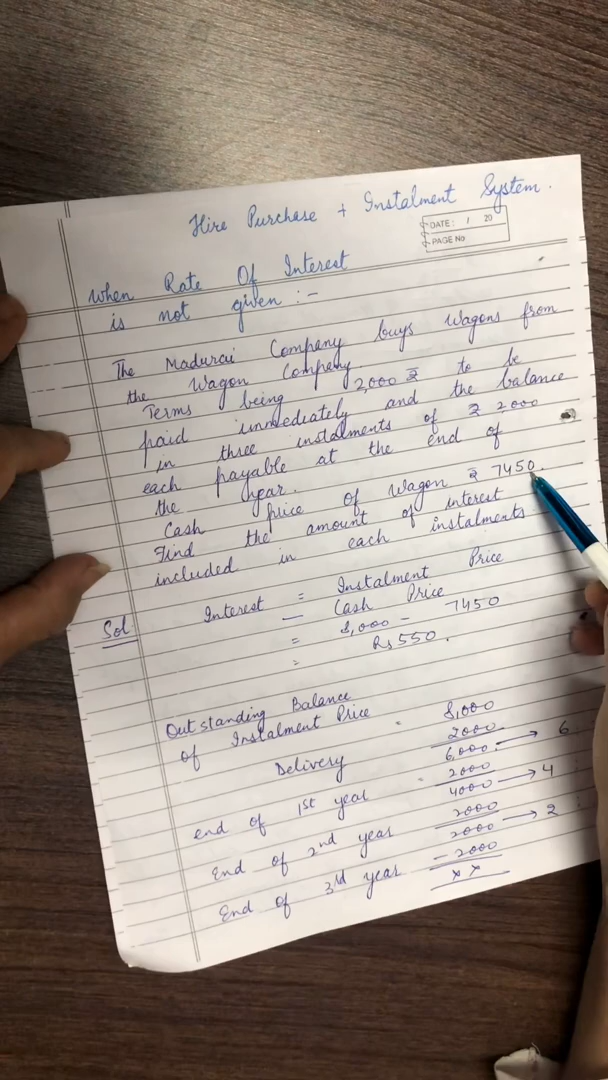 Hire Purchase + Instalment System.
DATE: / 20
PAGE No
When Rate Of Interest
is not given :-
The Madurai Company buys Wagons from
the Wagon Company
Terms being 2,000 ₹ to be
paid immediately and the balance
in three instalments of ₹ 2000
each payable at the end of
the year.
Cash price of Wagon ₹ 7450.
Find the amount of interest
included in each of instalments
Sol Interest = Instalment Price
— Cash Price
= 8,000 – 7450
= Rs 550.
Outstanding Balance
of Instalment Price = 8,000
Delivery 2000
6,000. → 6
end of 1st year = 2000
4000 → 4
End of 2nd year 2000
2000 → 2
End of 3rd year – 2000
x x